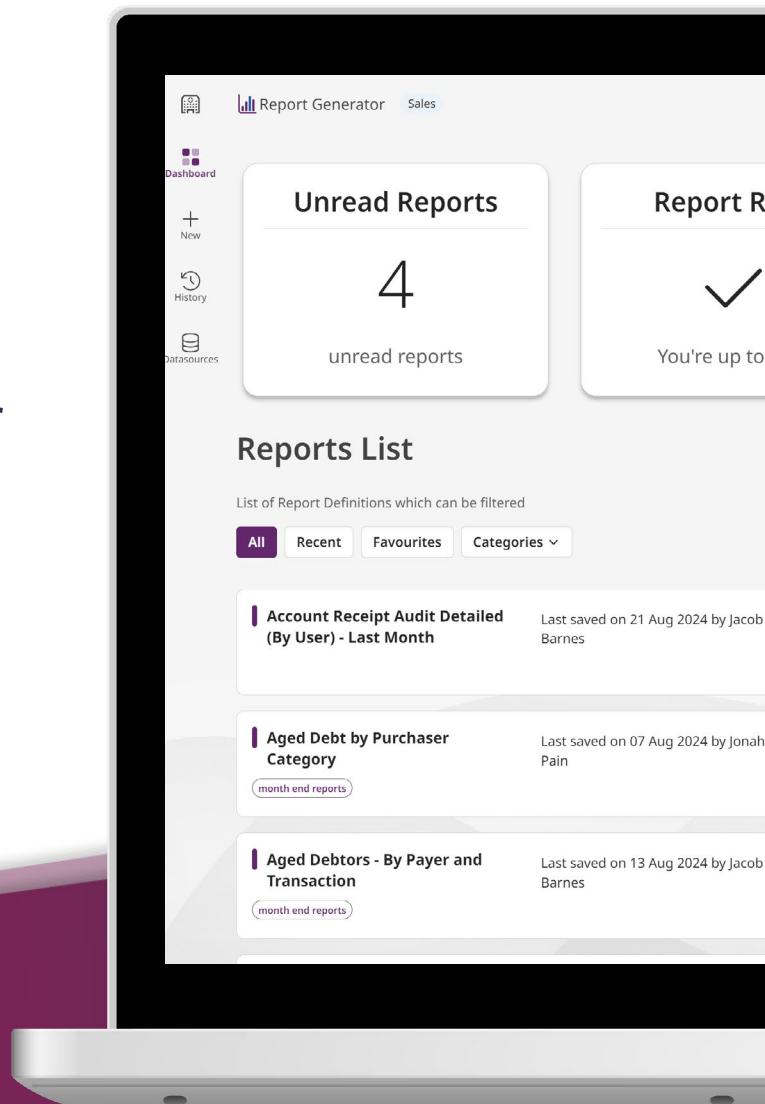 Report Generator Sales
Dashboard
New
History
Datasources
Unread Reports
4
unread reports
Report R
You're up to
Reports List
List of Report Definitions which can be filtered
All Recent Favourites Categories
Account Receipt Audit Detailed
(By User) - Last Month
Last saved on 21 Aug 2024 by Jacob
Barnes
Aged Debt by Purchaser
Category
month end reports
Last saved on 07 Aug 2024 by Jonah
Pain
Aged Debtors - By Payer and
Transaction
month end reports
Last saved on 13 Aug 2024 by Jacob
Barnes